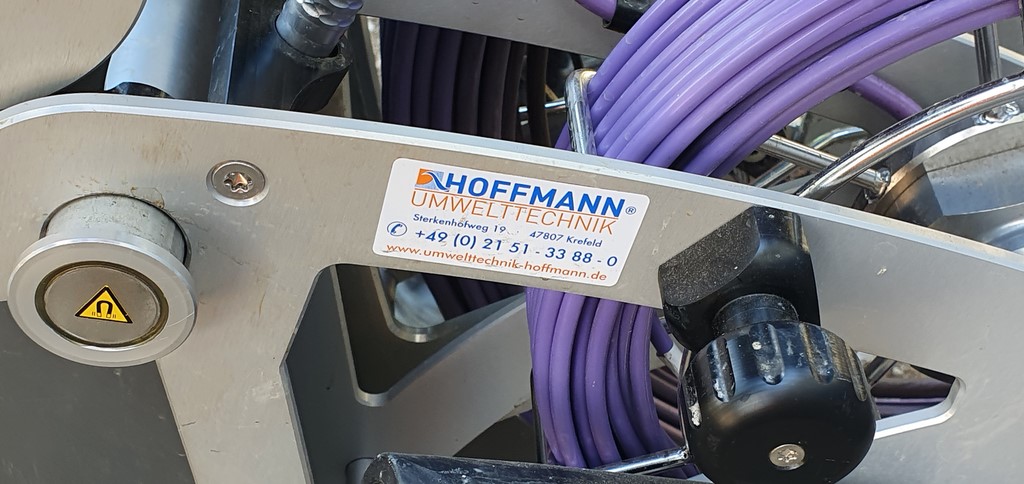 HOFFMANN®
UMWELTTECHNIK
Sterkenhofweg 19 47807 Krefeld
+49 (0) 21 51 - 33 88 - 0
www.umwelttechnik-hoffmann.de